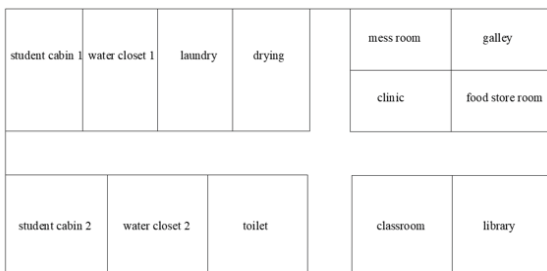 student cabin 1 water closet 1 laundry drying mess room galley
clinic food store room
student cabin 2 water closet 2 toilet classroom library